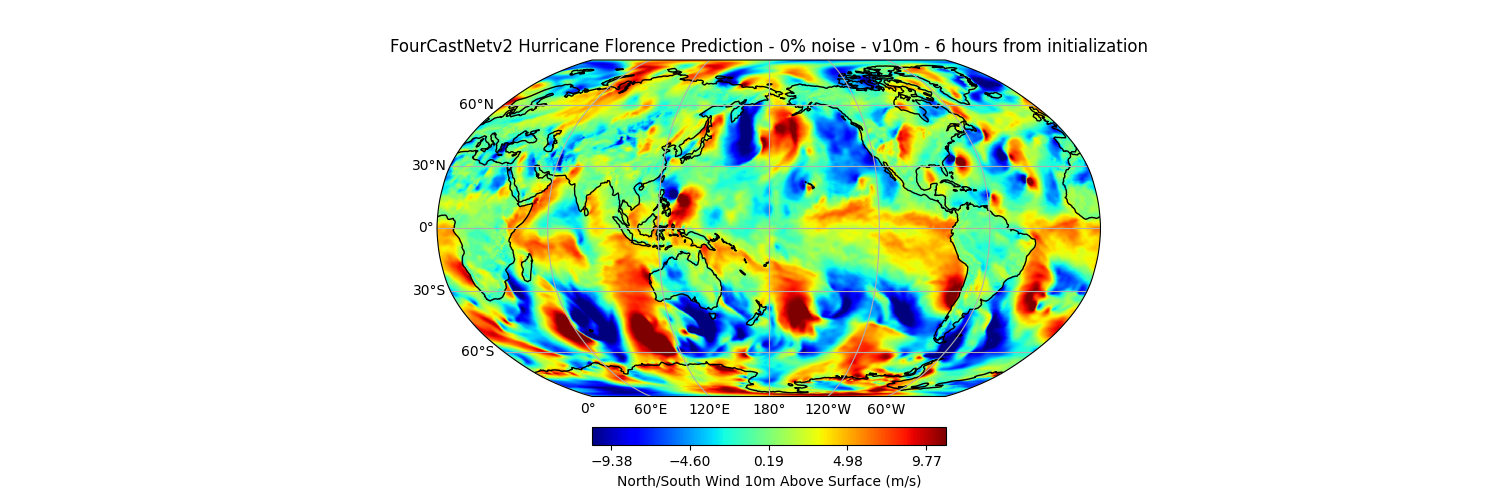 FourCastNetv2 Hurricane Florence Prediction - 0% noise - v10m - 6 hours from initialization
60°N
30°N
0°
30°S
60°S
0° 60°E 120°E 180° 120°W 60°W
−9.38 −4.60 0.19 4.98 9.77
North/South Wind 10m Above Surface (m/s)